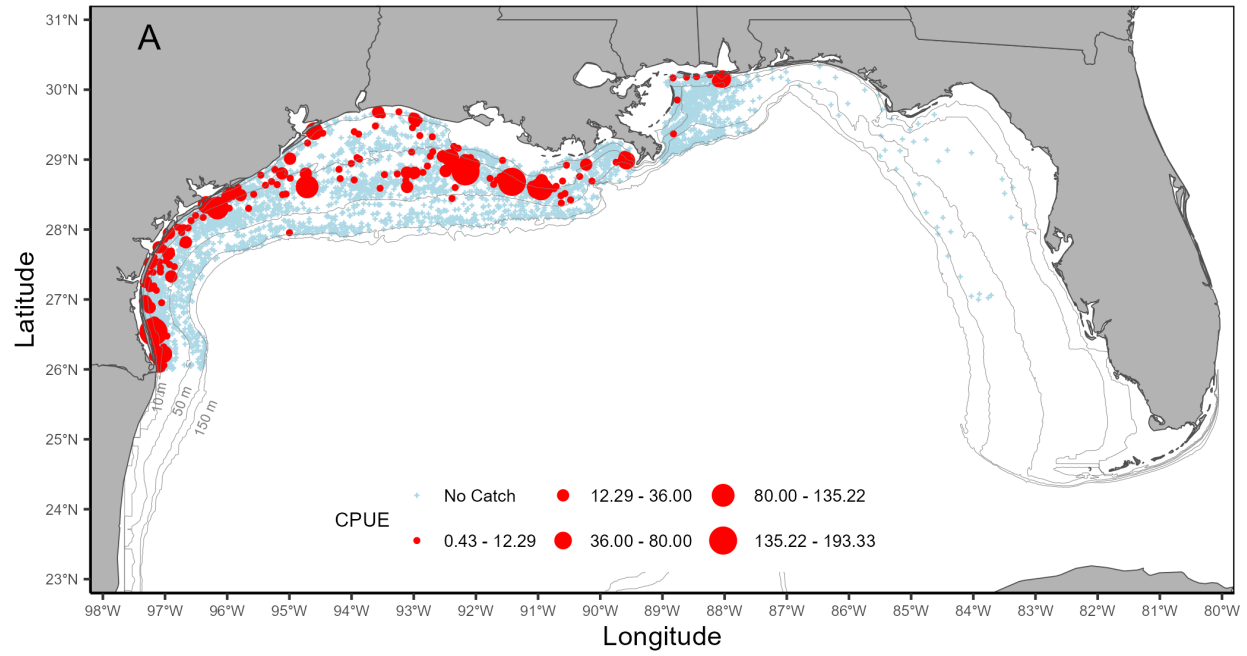 A
31°N
30°N
29°N
28°N
27°N
26°N
25°N
24°N
23°N
Latitude
10 m
50 m
150 m
No Catch
12.29 - 36.00
80.00 - 135.22
CPUE
0.43 - 12.29
36.00 - 80.00
135.22 - 193.33
98°W 97°W 96°W 95°W 94°W 93°W 92°W 91°W 90°W 89°W 88°W 87°W 86°W 85°W 84°W 83°W 82°W 81°W 80°W
Longitude